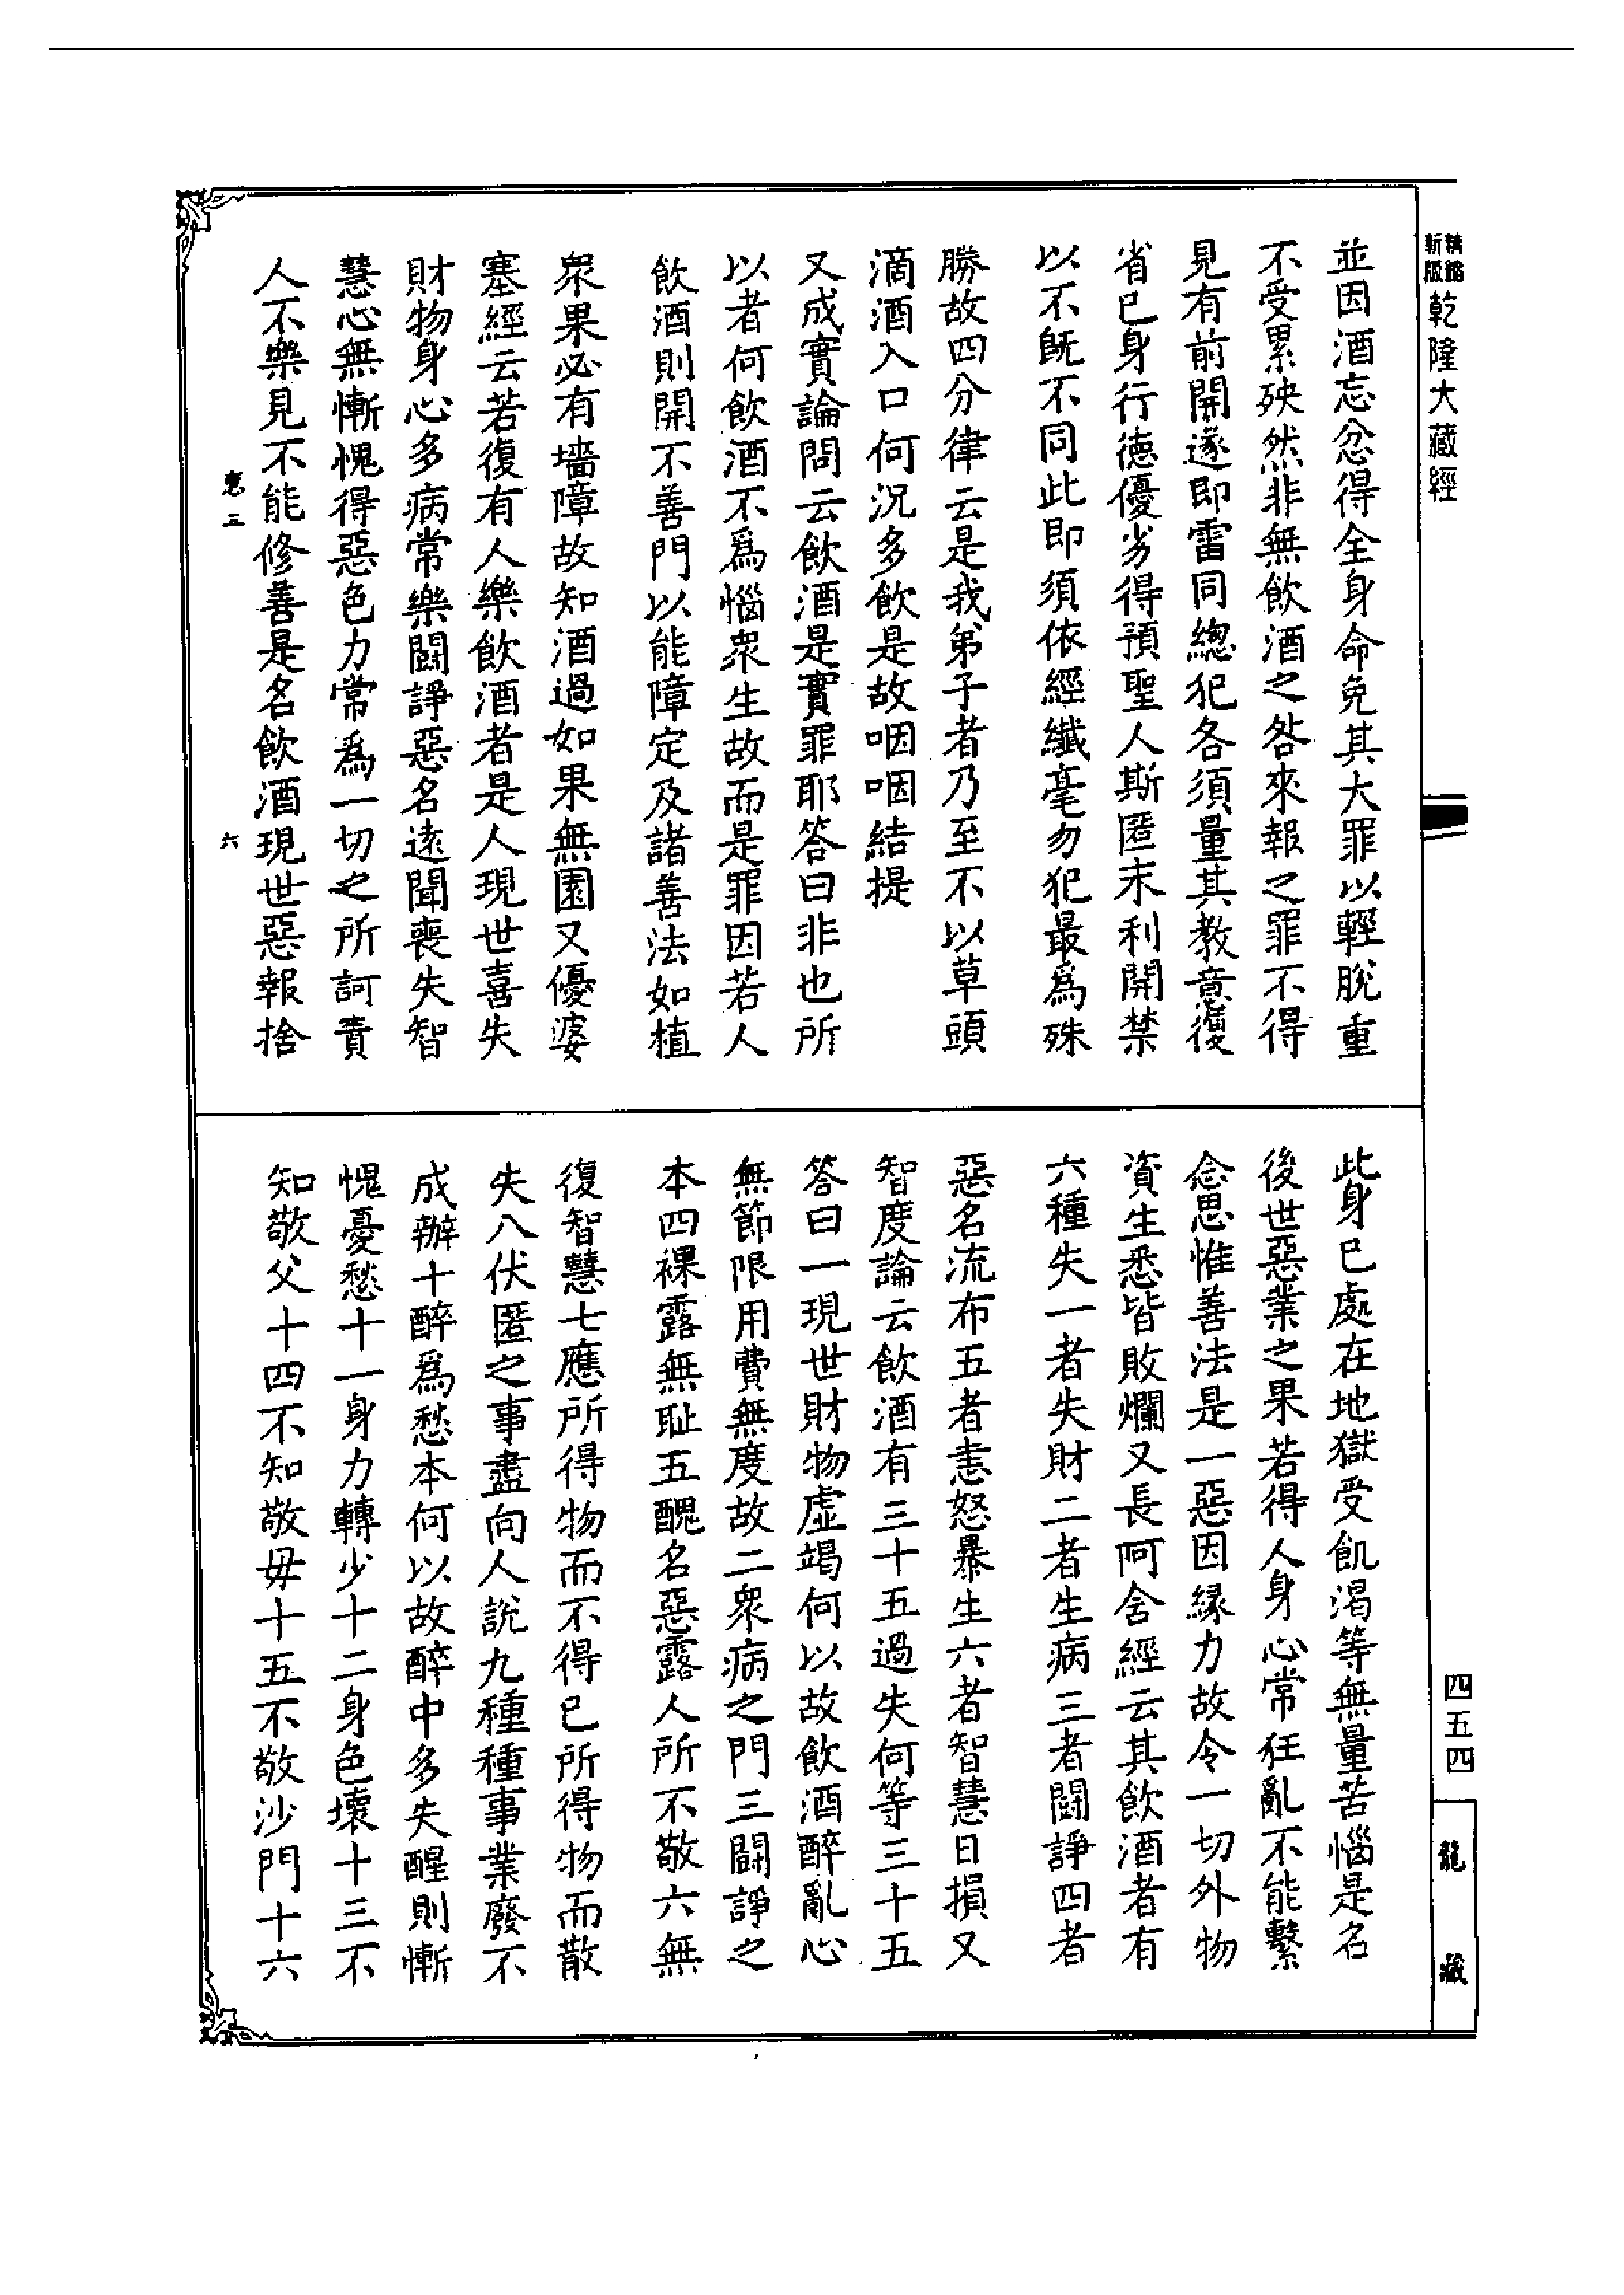 精縮
新版
乾隆大藏經
並因酒忘忿得全身命免其大罪以輕脫重
不受累殃然非無飲酒之咎來報之罪不得
見有前開遂即雷同總犯各須量其教意復
省已身行德優劣得預聖人斯匿末利開禁
以不旣不同此即須依經纖毫勿犯最爲殊
勝故四分律云是我弟子者乃至不以草頭
滴酒入口何況多飲是故咽咽結提
又成實論問云飲酒是實罪耶答曰非也所
以者何飲酒不爲惱衆生故而是罪因若人
飲酒則開不善門以能障定及諸善法如植
衆果必有墻障故知酒過如果無園又優婆
塞經云若復有人樂飲酒者是人現世喜失
財物身心多病常樂鬪諍惡名遠聞喪失智
慧心無慚愧得惡色力常爲一切之所訶責
人不樂見不能修善是名飲酒現世惡報捨
六
此身已處在地獄受飢渴等無量苦惱是名
後世惡業之果若得人身心常狂亂不能繫
念思惟善法是一惡因緣力故令一切外物
資生悉皆敗爛又長阿含經云其飲酒者有
六種失一者失財二者生病三者鬪諍四者
惡名流布五者恚怒暴生六者智慧日損又
智度論云飲酒有三十五過失何等三十五
答曰一現世財物虛竭何以故飲酒醉亂心
無節限用費無度故二衆病之門三鬪諍之
本四裸露無恥五醜名惡露人所不敬六無
復智慧七應所得物而不得已所得物而散
失八伏匿之事盡向人說九種種事業廢不
成辦十醉爲愁本何以故醉中多失醒則慚
愧憂愁十一身力轉少十二身色壞十三不
知敬父十四不知敬母十五不敬沙門十六
四五四
龍藏